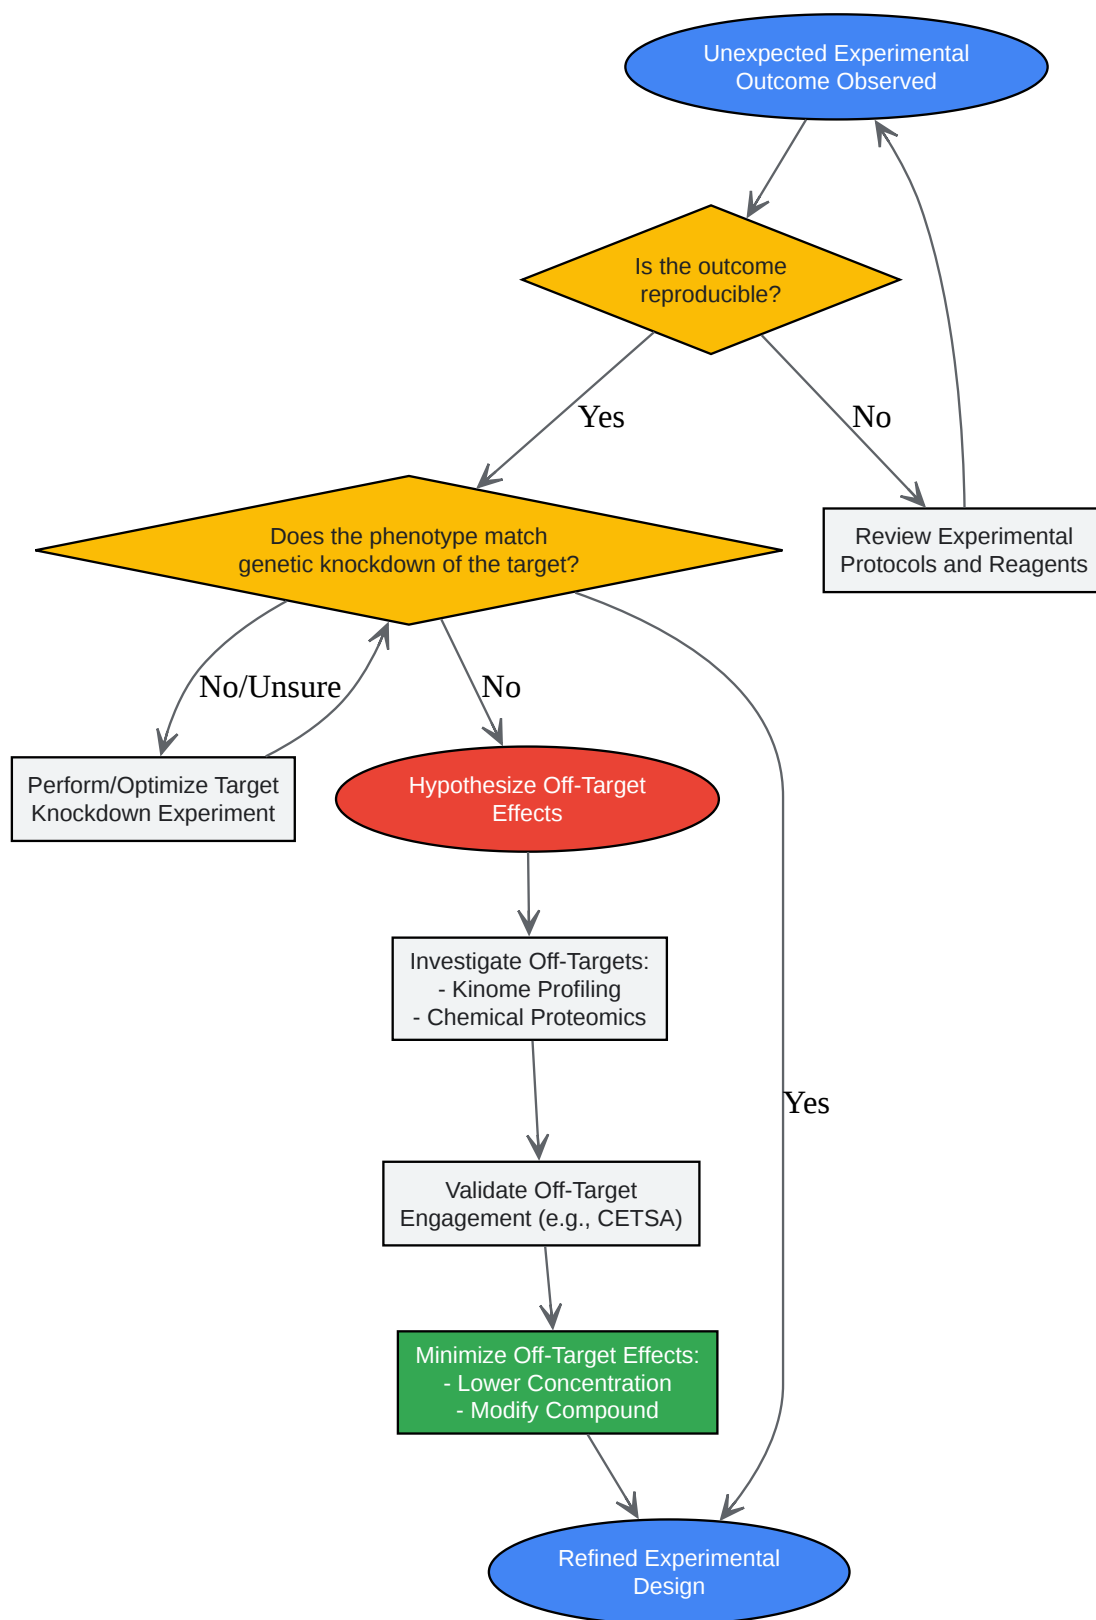 Unexpected Experimental
Outcome Observed
Is the outcome
reproducible?
Yes
No
Review Experimental
Protocols and Reagents
Does the phenotype match
genetic knockdown of the target?
No/Unsure
No
Perform/Optimize Target
Knockdown Experiment
Hypothesize Off-Target
Effects
Investigate Off-Targets:
- Kinome Profiling
- Chemical Proteomics
Yes
Validate Off-Target
Engagement (e.g., CETSA)
Minimize Off-Target Effects:
- Lower Concentration
- Modify Compound
Refined Experimental
Design